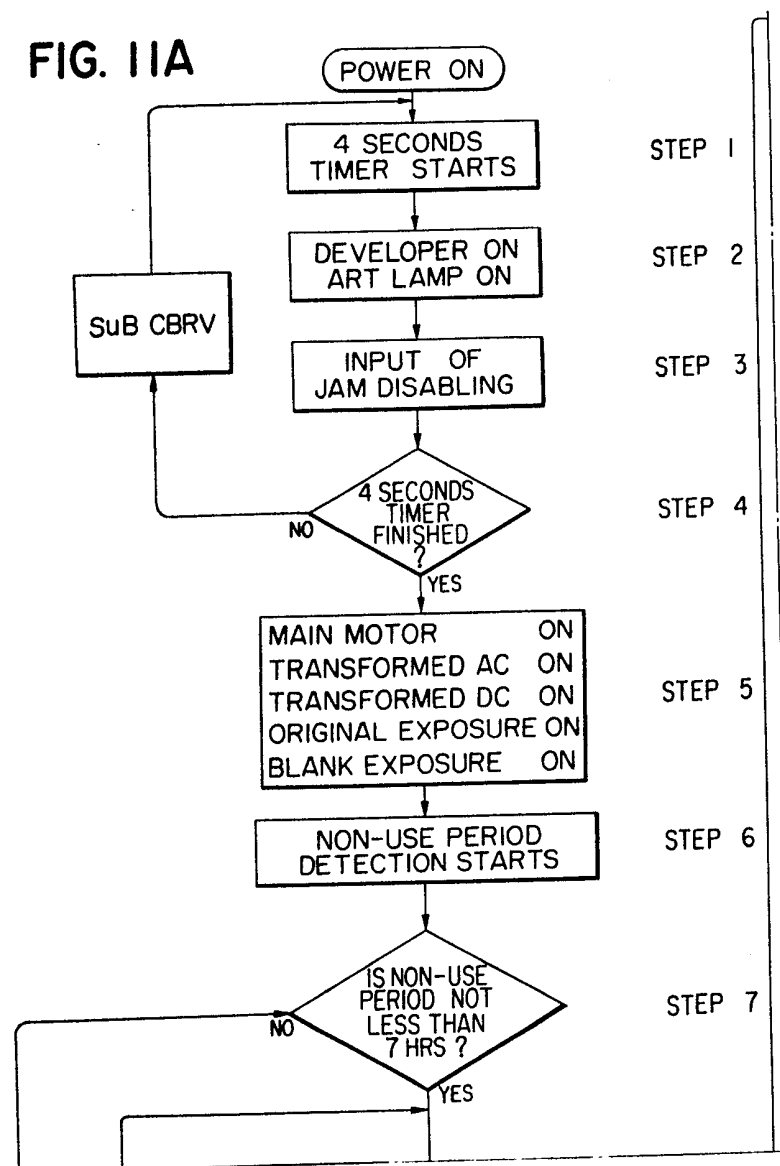 FIG. 11A
POWER ON
4 SECONDS
TIMER STARTS
STEP 1
DEVELOPER ON
ART LAMP ON
STEP 2
SuB CBRV
INPUT OF
JAM DISABLING
STEP 3
4 SECONDS
TIMER
FINISHED
?
STEP 4
NO
YES
MAIN MOTOR ON
TRANSFORMED AC ON
TRANSFORMED DC ON
ORIGINAL EXPOSURE ON
BLANK EXPOSURE ON
STEP 5
NON-USE PERIOD
DETECTION STARTS
STEP 6
IS NON-USE
PERIOD NOT
LESS THAN
7 HRS ?
STEP 7
NO
YES